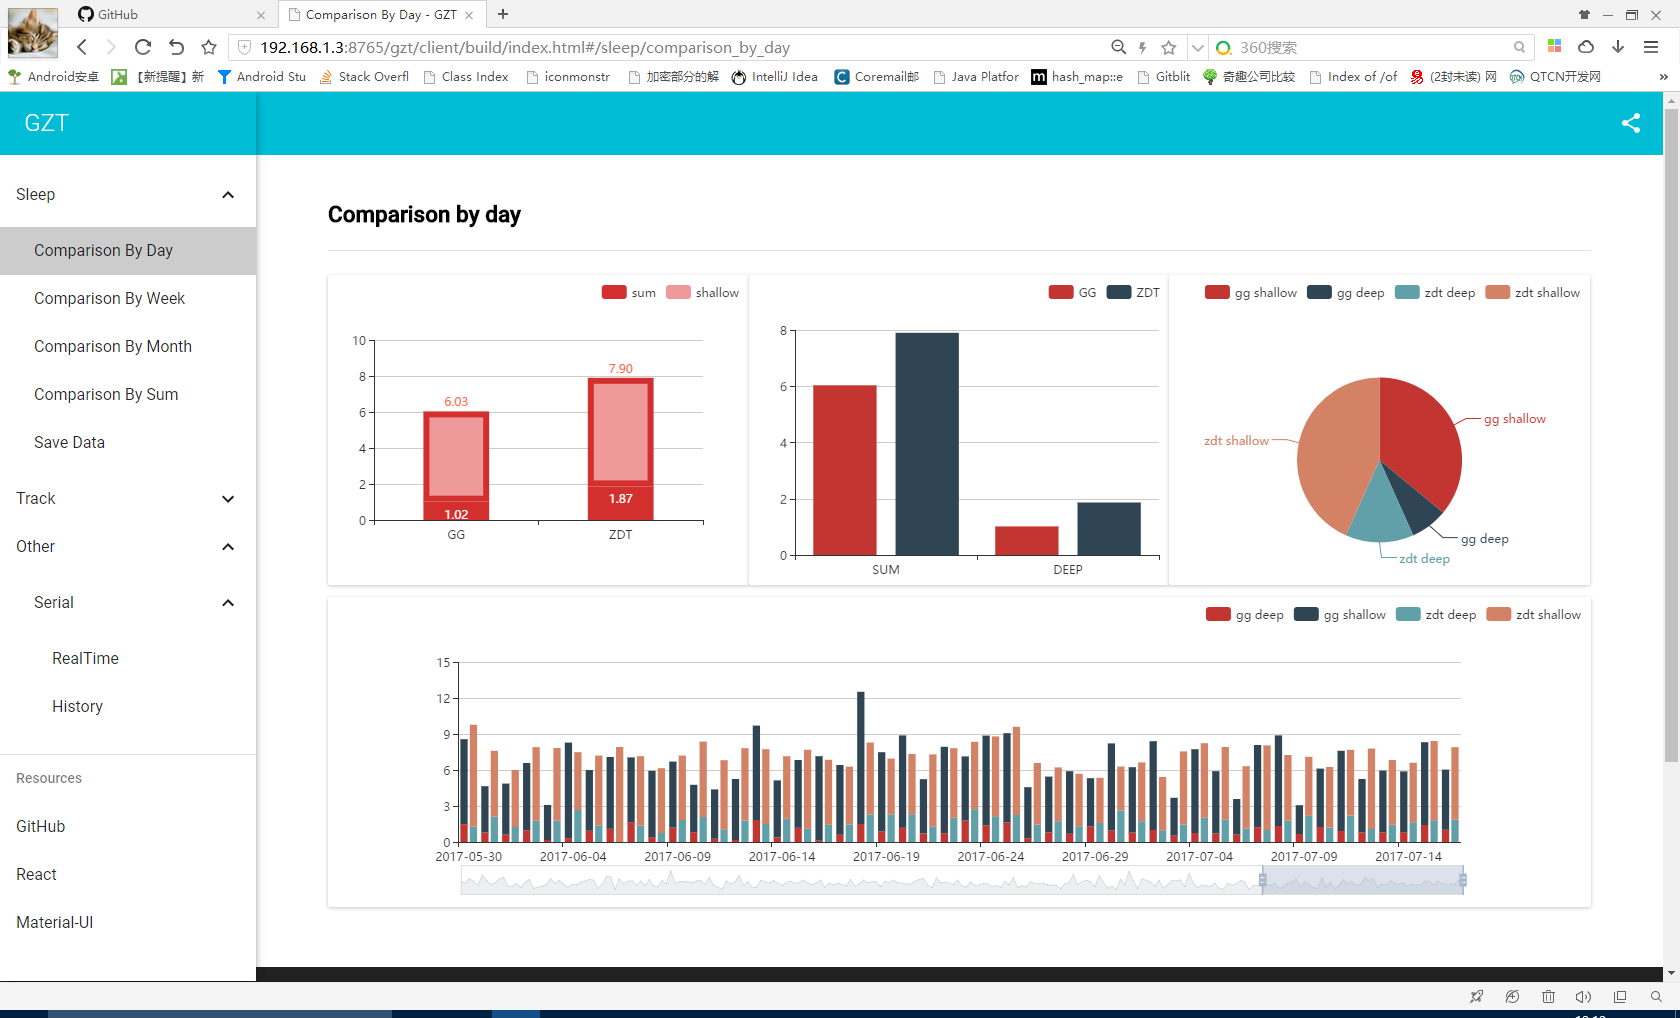 GitHub
Comparison By Day - GZT
192.168.1.3:8765/gzt/client/build/index.html#/sleep/comparison_by_day
360搜索
Android安卓
【新提醒】新
Android Stu
Stack Overfl
Class Index
iconmonstr
加密部分的解
IntelliJ Idea
Coremail邮
Java Platfor
hash_map::e
Gitblit
奇趣公司比较
Index of /of
(2封未读) 网
QTCN开发网
GZT
Sleep
Comparison By Day
Comparison By Week
Comparison By Month
Comparison By Sum
Save Data
Track
Other
Serial
RealTime
History
Resources
GitHub
React
Material-UI
Comparison by day
sum shallow
10
8
6
4
2
0
6.03
7.90
1.02
1.87
GG ZDT
GG ZDT
8
6
4
2
0
SUM DEEP
gg shallow gg deep zdt deep zdt shallow
gg shallow
zdt shallow
gg deep
zdt deep
gg deep gg shallow zdt deep zdt shallow
15
12
9
6
3
0
2017-05-30 2017-06-04 2017-06-09 2017-06-14 2017-06-19 2017-06-24 2017-06-29 2017-07-04 2017-07-09 2017-07-14